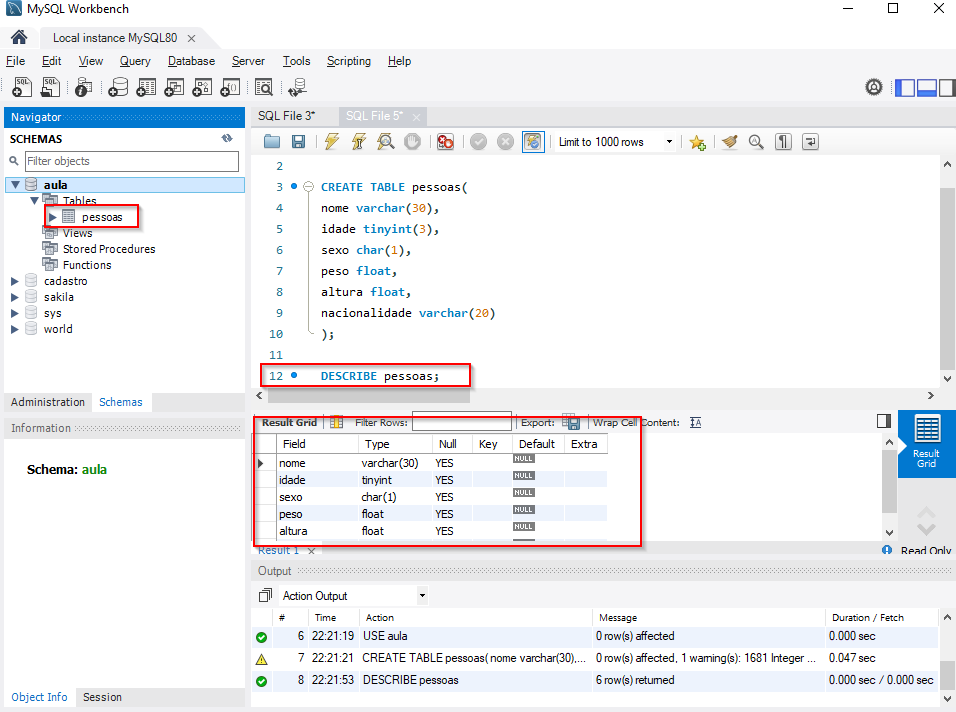 MySQL Workbench
Local instance MySQL80
File Edit View Query Database Server Tools Scripting Help
Navigator
SCHEMAS
Filter objects
aula
Tables
pessoas
Views
Stored Procedures
Functions
cadastro
sakila
sys
world
Administration Schemas
Information
Schema: aula
Object Info Session
SQL File 3* SQL File 5*
Limit to 1000 rows
2
3 CREATE TABLE pessoas(
4 nome varchar(30),
5 idade tinyint(3),
6 sexo char(1),
7 peso float,
8 altura float,
9 nacionalidade varchar(20)
10 );
11
12 DESCRIBE pessoas;
Result Grid Filter Rows: Export: Wrap Cell Content:
Field Type Null Key Default Extra
nome varchar(30) YES NULL
idade tinyint YES NULL
sexo char(1) YES NULL
peso float YES NULL
altura float YES NULL
Result Grid
Result 1 Read Only
Output
Action Output
# Time Action Message Duration / Fetch
6 22:21:19 USE aula 0 row(s) affected 0.000 sec
7 22:21:21 CREATE TABLE pessoas( nome varchar(30),... 0 row(s) affected, 1 warning(s): 1681 Integer ... 0.047 sec
8 22:21:53 DESCRIBE pessoas 6 row(s) returned 0.000 sec / 0.000 sec